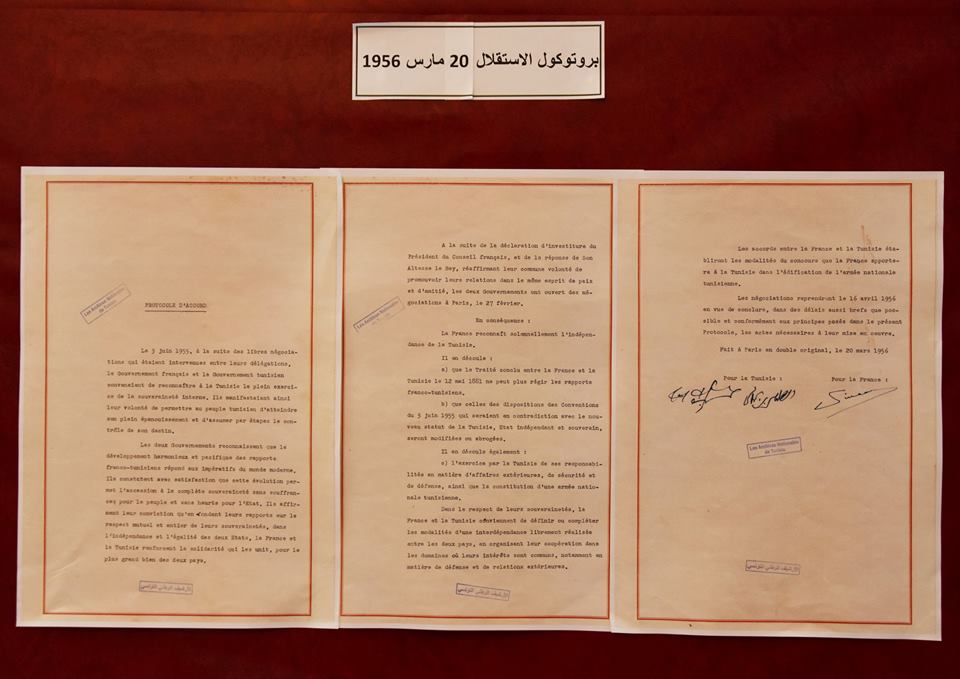 بروتوكول الاستقلال 20 مارس 1956
Les Archives Nationales
de Tunisie
PROTOCOLE D'ACCORD
Le 3 juin 1955, à la suite des libres négocia-
tions qui étaient intervenues entre leurs délégations,
le Gouvernement français et le Gouvernement tunisien
convenaient de reconnaître à la Tunisie le plein exerci-
ce de la souveraineté interne. Ils manifestaient ainsi
leur volonté de permettre au peuple tunisien d'atteindre
son plein épanouissement et d'assumer par étapes le con-
trôle de son destin.
Les deux Gouvernements reconnaissent que le
développement harmonieux et pacifique des rapports
franco-tunisiens répond aux impératifs du monde moderne.
Ils constatent avec satisfaction que cette évolution per-
met l'accession à la complète souveraineté sans souffran-
ces pour le peuple et sans heurts pour l'Etat. Ils affir-
ment leur conviction qu'en fondant leurs rapports sur le
respect mutuel et entier de leurs souverainetés, dans
l'indépendance et l'égalité des deux Etats, la France et
la Tunisie renforcent la solidarité qui les unit, pour le
plus grand bien des deux pays.
الأرشيف الوطني التونسي
A la suite de la déclaration d'investiture du
Président du Conseil français, et de la réponse de Son
Altesse le Bey, réaffirmant leur commune volonté de
promouvoir leurs relations dans le même esprit de paix
et d'amitié, les deux Gouvernements ont ouvert des né-
gociations à Paris, le 27 février.
Les Archives Nationales
En conséquence :
La France reconnaît solennellement l'indépen-
dance de la Tunisie.
Il en découle :
a) que le Traité conclu entre la France et la
Tunisie le 12 mai 1881 ne peut plus régir les rapports
franco-tunisiens.
b) que celles des dispositions des Conventions
du 3 juin 1955 qui seraient en contradiction avec le nou-
veau statut de la Tunisie, Etat indépendant et souverain,
seront modifiées ou abrogées.
Il en découle également :
c) l'exercice par la Tunisie de ses responsabi-
lités en matière d'affaires extérieures, de sécurité et
de défense, ainsi que la constitution d'une armée natio-
nale tunisienne.
Dans le respect de leurs souverainetés, la
France et la Tunisie conviennent de définir ou compléter
les modalités d'une interdépendance librement réalisée
entre les deux pays, en organisant leur coopération dans
les domaines où leurs intérêts sont communs, notamment en
matière de défense et de relations extérieures.
الأرشيف الوطني التونسي
Les accords entre la France et la Tunisie éta-
bliront les modalités du concours que la France apporte-
ra à la Tunisie dans l'édification de l'armée nationale
tunisienne.
Les négociations reprendront le 16 avril 1956
en vue de conclure, dans des délais aussi brefs que pos-
sible et conformément aux principes posés dans le présent
Protocole, les actes nécessaires à leur mise en oeuvre.
Fait à Paris en double original, le 20 mars 1956
Pour la Tunisie : Pour la France :
Les Archives Nationales
de Tunisie
الأرشيف الوطني التونسي